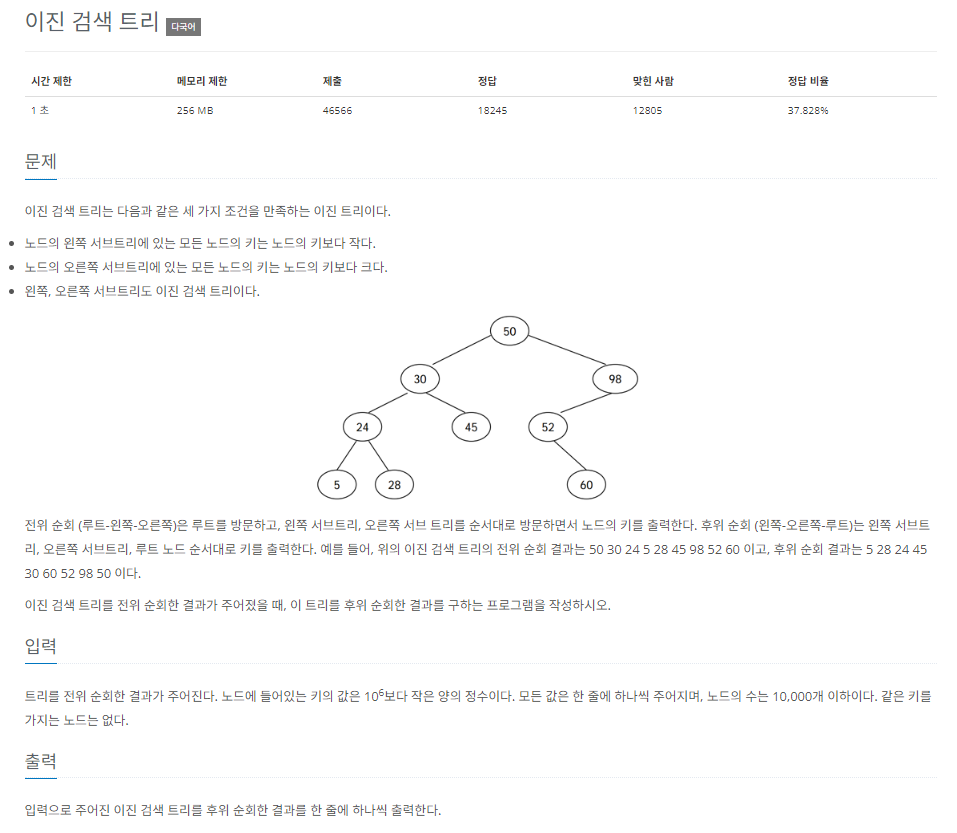 이진 검색 트리 다국어
시간 제한 메모리 제한 제출 정답 맞힌 사람 정답 비율
1 초 256 MB 46566 18245 12805 37.828%
문제
이진 검색 트리는 다음과 같은 세 가지 조건을 만족하는 이진 트리이다.
노드의 왼쪽 서브트리에 있는 모든 노드의 키는 노드의 키보다 작다.
노드의 오른쪽 서브트리에 있는 모든 노드의 키는 노드의 키보다 크다.
왼쪽, 오른쪽 서브트리도 이진 검색 트리이다.
50
30 98
24 45 52
5 28 60
전위 순회 (루트-왼쪽-오른쪽)은 루트를 방문하고, 왼쪽 서브트리, 오른쪽 서브 트리를 순서대로 방문하면서 노드의 키를 출력한다. 후위 순회 (왼쪽-오른쪽-루트)는 왼쪽 서브트
리, 오른쪽 서브트리, 루트 노드 순서대로 키를 출력한다. 예를 들어, 위의 이진 검색 트리의 전위 순회 결과는 50 30 24 5 28 45 98 52 60 이고, 후위 순회 결과는 5 28 24 45
30 60 52 98 50 이다.
이진 검색 트리를 전위 순회한 결과가 주어졌을 때, 이 트리를 후위 순회한 결과를 구하는 프로그램을 작성하시오.
입력
트리를 전위 순회한 결과가 주어진다. 노드에 들어있는 키의 값은 10⁶보다 작은 양의 정수이다. 모든 값은 한 줄에 하나씩 주어지며, 노드의 수는 10,000개 이하이다. 같은 키를
가지는 노드는 없다.
출력
입력으로 주어진 이진 검색 트리를 후위 순회한 결과를 한 줄에 하나씩 출력한다.